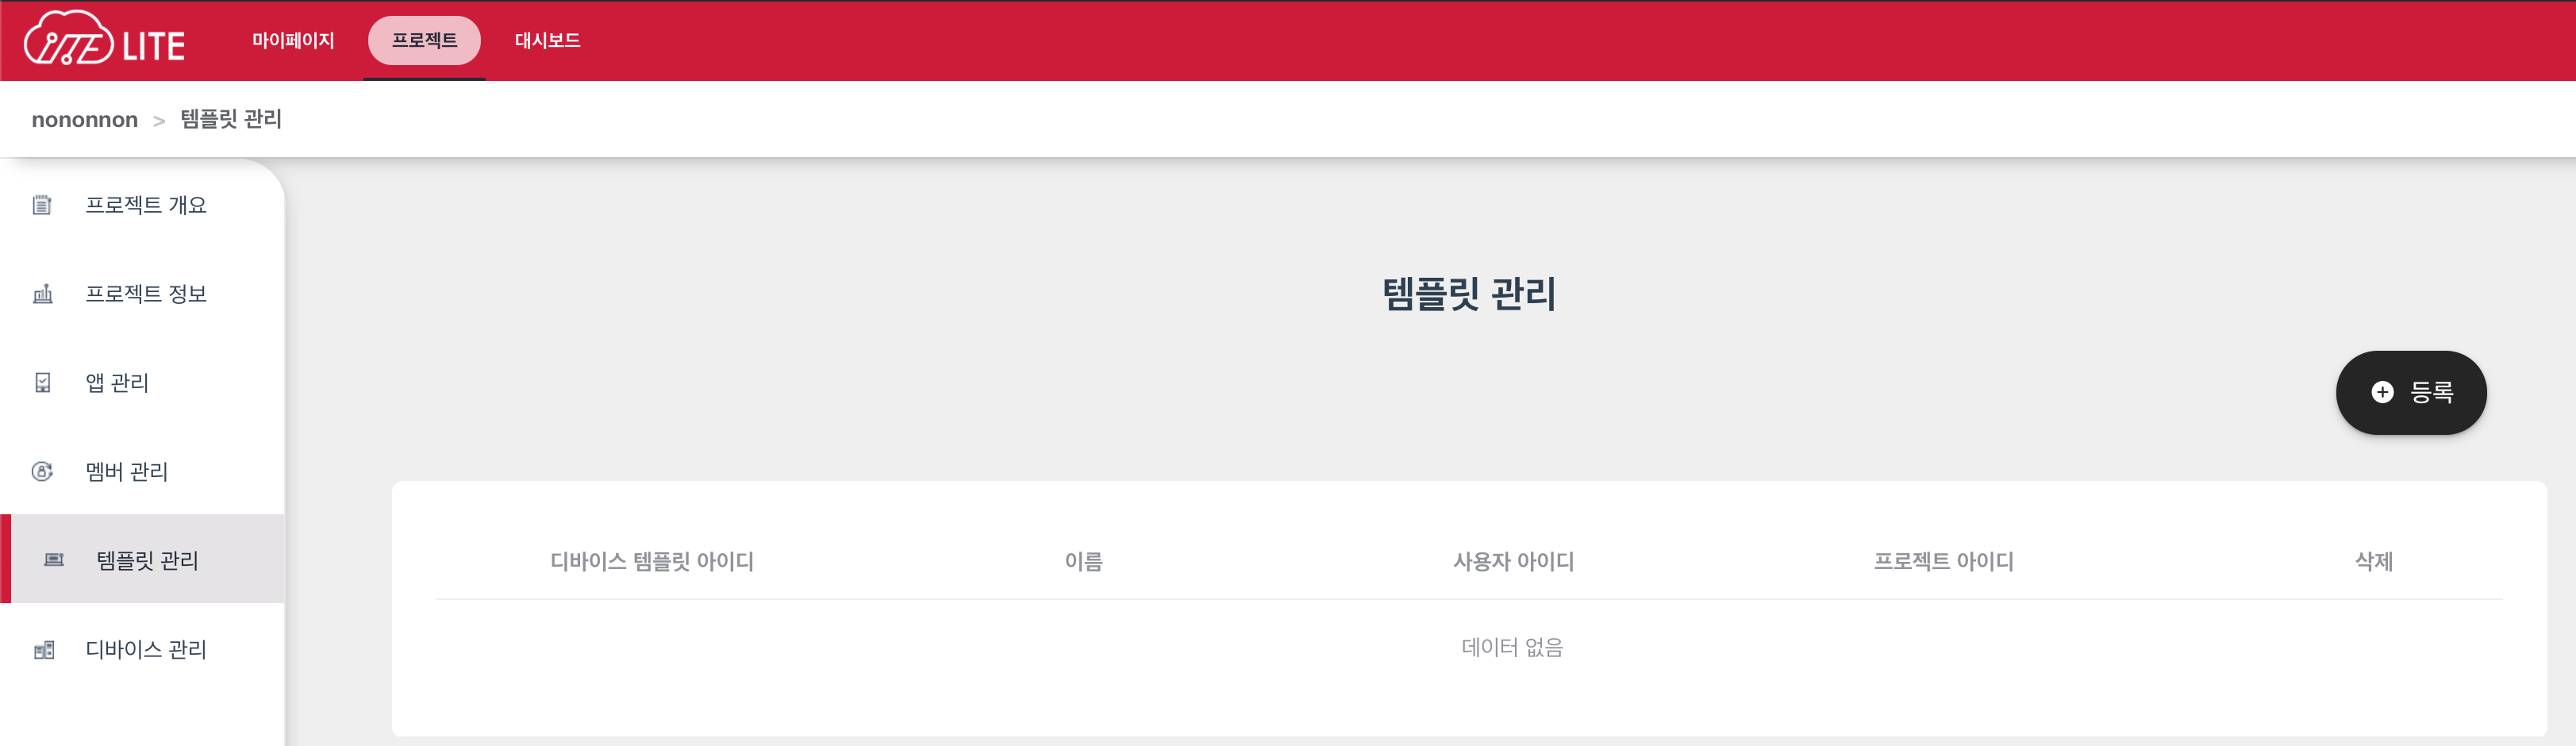 iITE LITE
마이페이지 프로젝트 대시보드
nononnon > 템플릿 관리
프로젝트 개요
프로젝트 정보
앱 관리
멤버 관리
템플릿 관리
디바이스 관리
템플릿 관리
등록
디바이스 템플릿 아이디 이름 사용자 아이디 프로젝트 아이디 삭제
데이터 없음